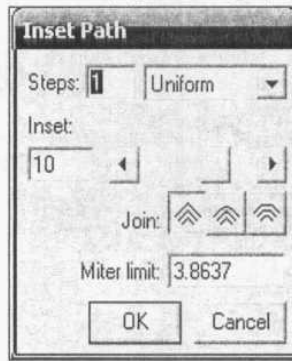 Inset Path
Steps: 1 Uniform
Inset:
10
Join:
Miter limit: 3.8637
OK Cancel